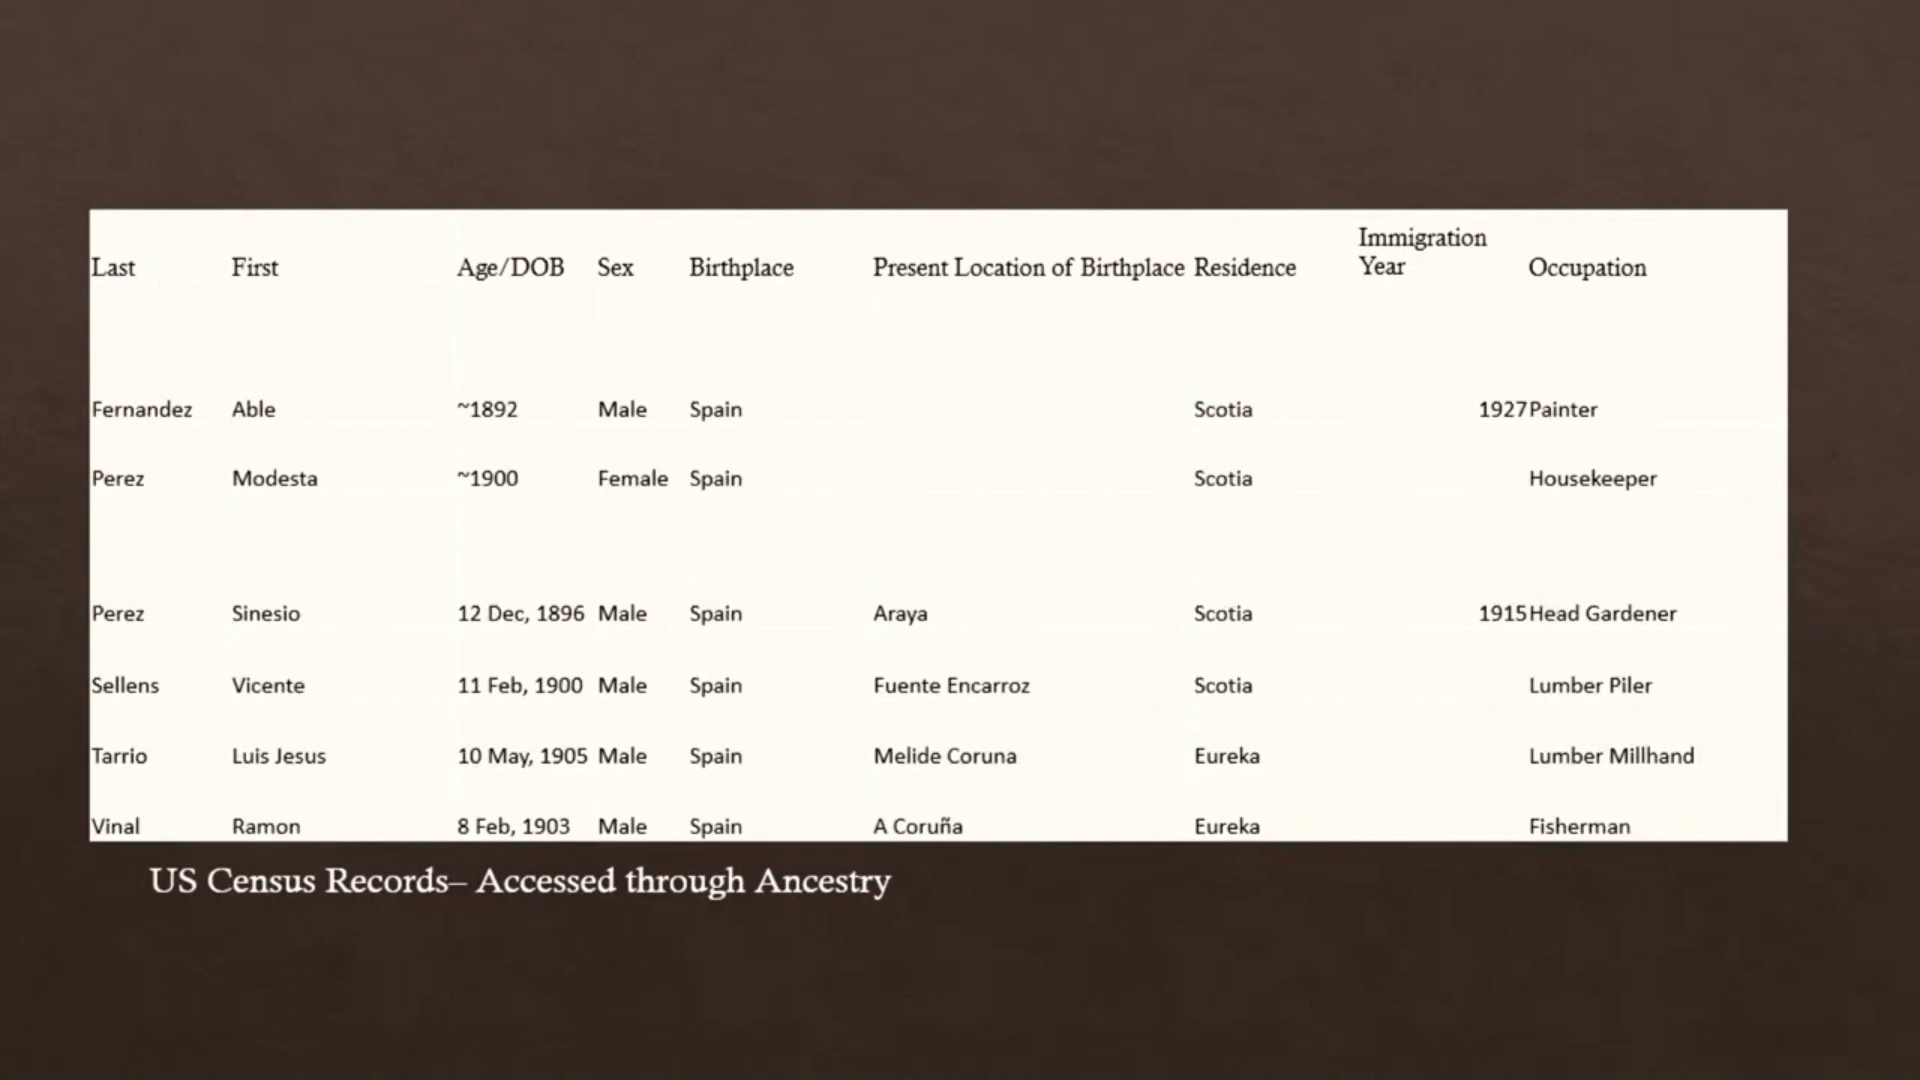 Last First Age/DOB Sex Birthplace Present Location of Birthplace Residence Immigration Year Occupation
Fernandez Able ~1892 Male Spain Scotia 1927 Painter
Perez Modesta ~1900 Female Spain Scotia Housekeeper
Perez Sinesio 12 Dec, 1896 Male Spain Araya Scotia 1915 Head Gardener
Sellens Vicente 11 Feb, 1900 Male Spain Fuente Encarroz Scotia Lumber Piler
Tarrio Luis Jesus 10 May, 1905 Male Spain Melide Coruna Eureka Lumber Millhand
Vinal Ramon 8 Feb, 1903 Male Spain A Coruña Eureka Fisherman
US Census Records– Accessed through Ancestry